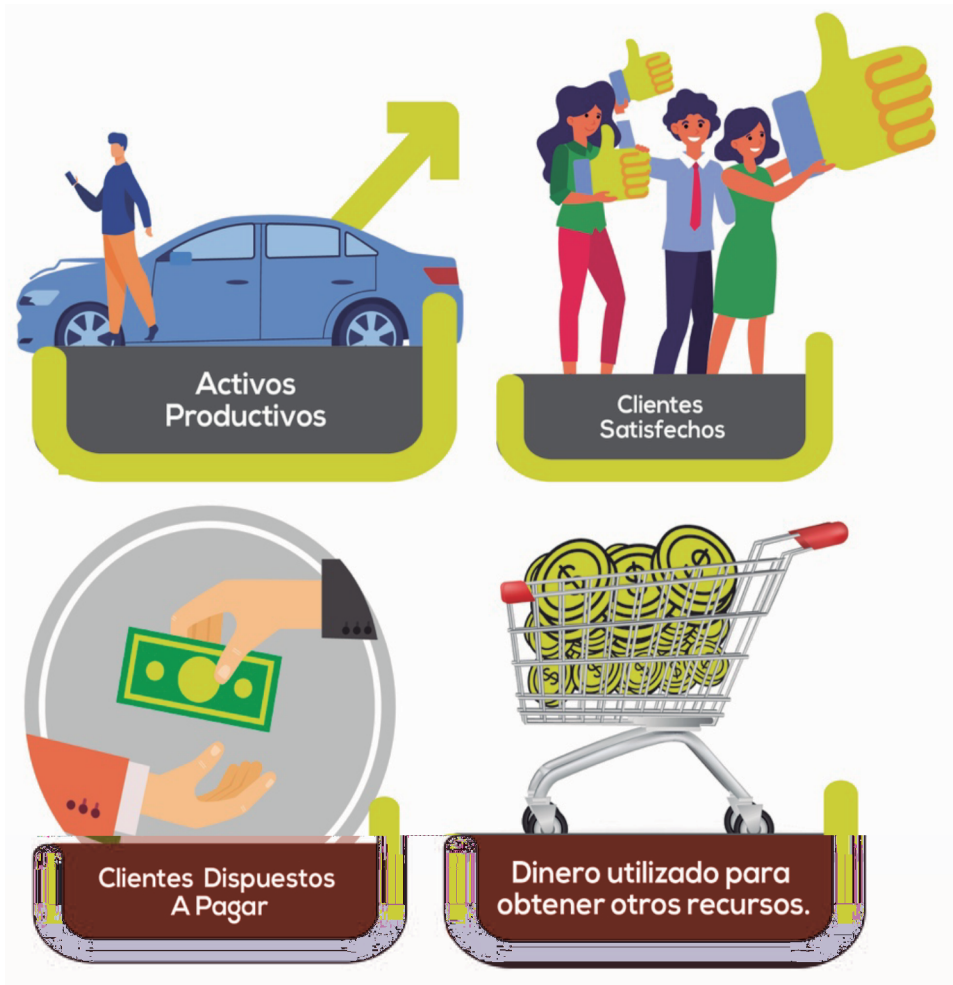 Activos
Productivos
Clientes
Satisfechos
Clientes Dispuestos
A Pagar
Dinero utilizado para
obtener otros recursos.